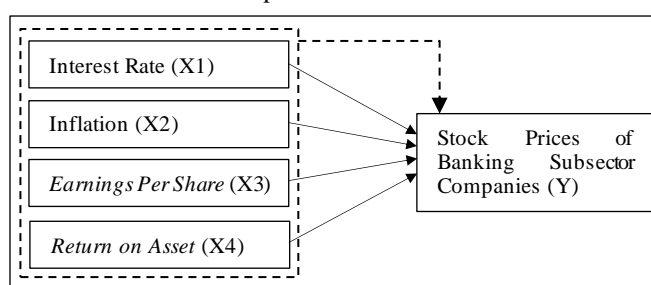 Interest Rate (X1)
Inflation (X2)
Earnings Per Share (X3)
Return on Asset (X4)
Stock Prices of
Banking Subsector
Companies (Y)